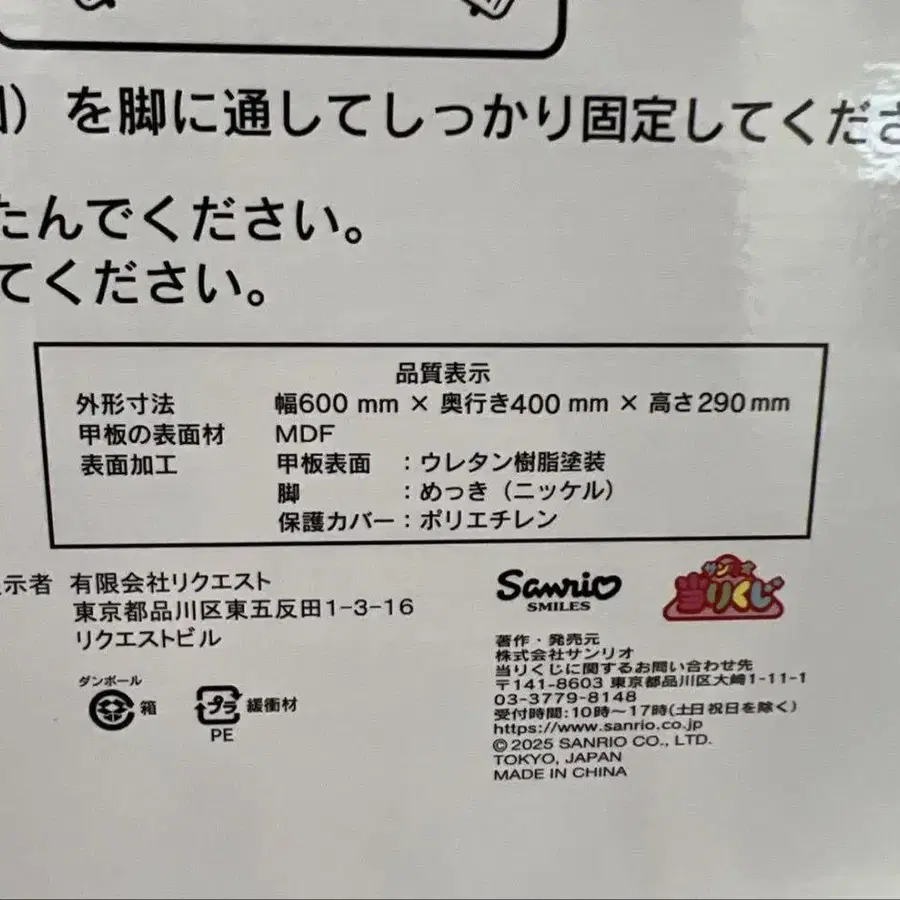 ）を脚に通してしっかり固定してくださ
たんでください。
てください。
品質表示
外形寸法 幅600 mm × 奥行き400 mm × 高さ290 mm
甲板の表面材 MDF
表面加工 甲板表面 ：ウレタン樹脂塗装
脚 ：めっき（ニッケル）
保護カバー：ポリエチレン
示者 有限会社リクエスト
東京都品川区東五反田1-3-16
リクエストビル
ダンボール
箱
プラ 緩衝材
PE
Sanrio
SMILES
サンリオ
当りくじ
著作・発売元
株式会社サンリオ
当りくじに関するお問い合わせ先
〒141-8603 東京都品川区大崎1-11-1
03-3779-8148
受付時間:10時～17時(土日祝日を除く)
https://www.sanrio.co.jp
© 2025 SANRIO CO., LTD.
TOKYO, JAPAN
MADE IN CHINA